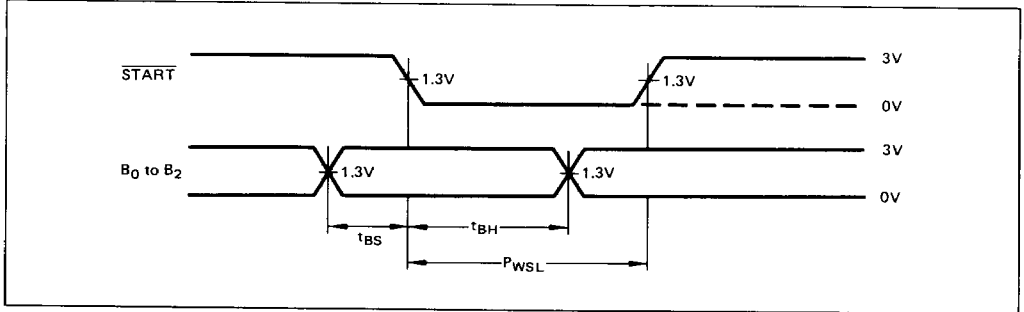 START
1.3V
1.3V
3V
0V
B0 to B2
1.3V
1.3V
3V
0V
tBS
tBH
PWSL